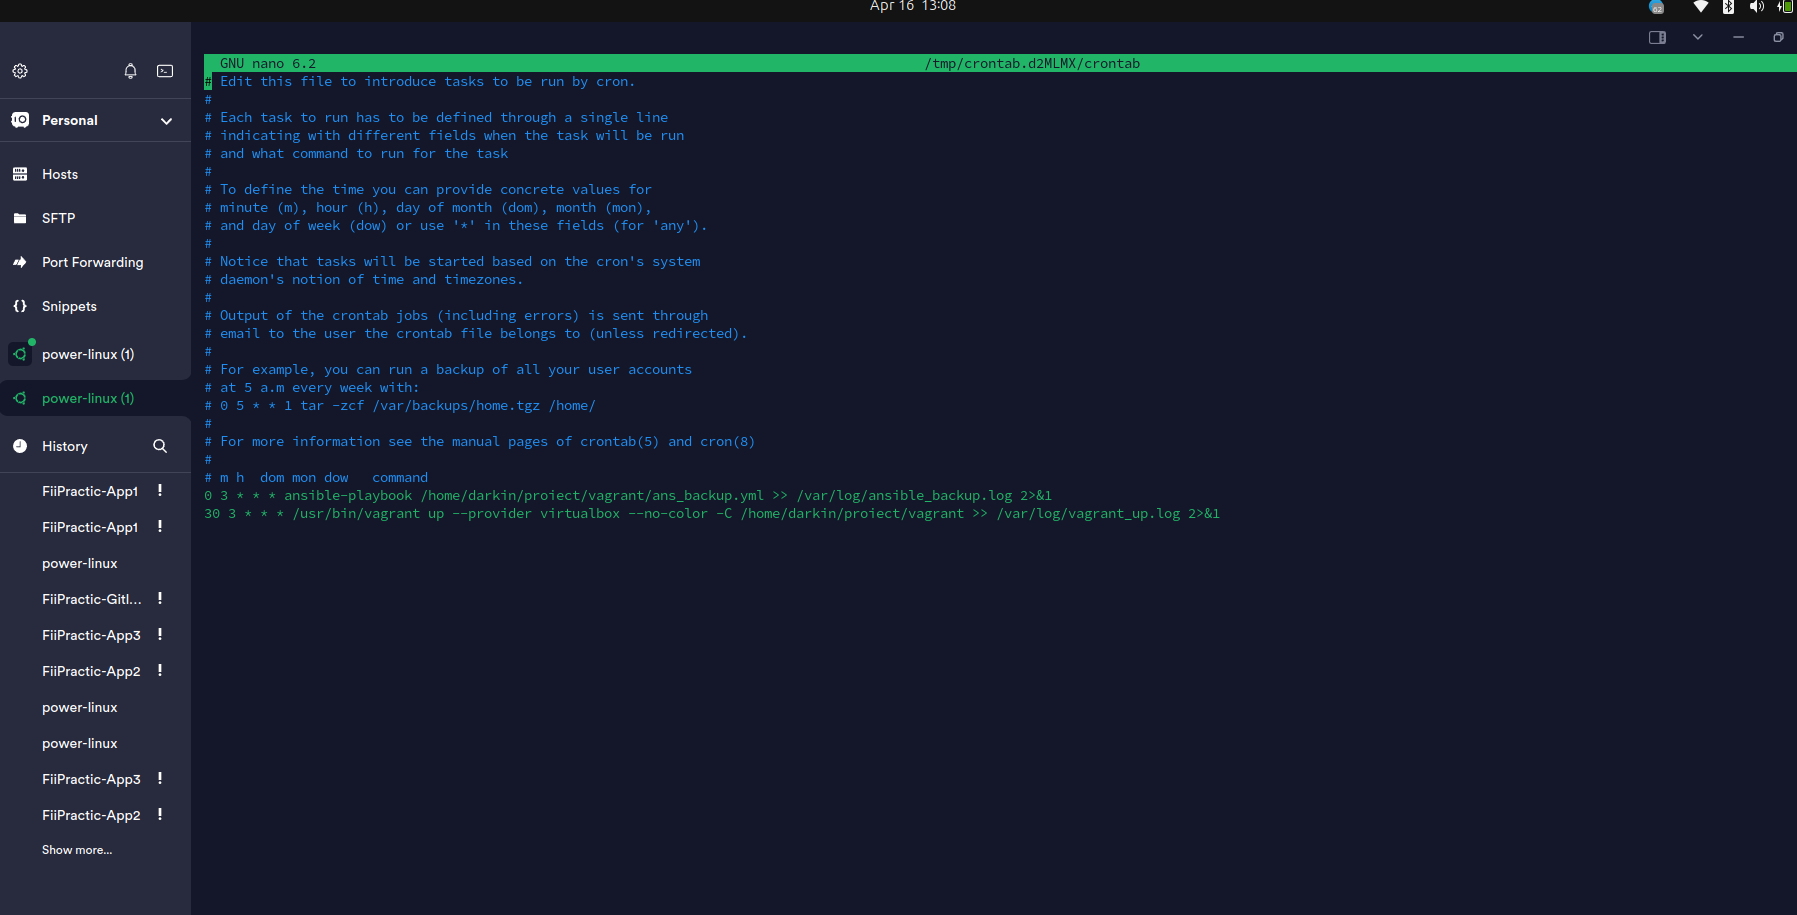 Apr 16 13:08
62
Personal
Hosts
SFTP
Port Forwarding
Snippets
power-linux (1)
power-linux (1)
History
FiiPractic-App1 !
FiiPractic-App1 !
power-linux
FiiPractic-Gitl... !
FiiPractic-App3 !
FiiPractic-App2 !
power-linux
power-linux
FiiPractic-App3 !
FiiPractic-App2 !
Show more...
GNU nano 6.2 /tmp/crontab.d2MLMX/crontab
# Edit this file to introduce tasks to be run by cron.
#
# Each task to run has to be defined through a single line
# indicating with different fields when the task will be run
# and what command to run for the task
#
# To define the time you can provide concrete values for
# minute (m), hour (h), day of month (dom), month (mon),
# and day of week (dow) or use '*' in these fields (for 'any').
#
# Notice that tasks will be started based on the cron's system
# daemon's notion of time and timezones.
#
# Output of the crontab jobs (including errors) is sent through
# email to the user the crontab file belongs to (unless redirected).
#
# For example, you can run a backup of all your user accounts
# at 5 a.m every week with:
# 0 5 * * 1 tar -zcf /var/backups/home.tgz /home/
#
# For more information see the manual pages of crontab(5) and cron(8)
#
# m h  dom mon dow   command
0 3 * * * ansible-playbook /home/darkin/proiect/vagrant/ans_backup.yml >> /var/log/ansible_backup.log 2>&1
30 3 * * * /usr/bin/vagrant up --provider virtualbox --no-color -C /home/darkin/proiect/vagrant >> /var/log/vagrant_up.log 2>&1